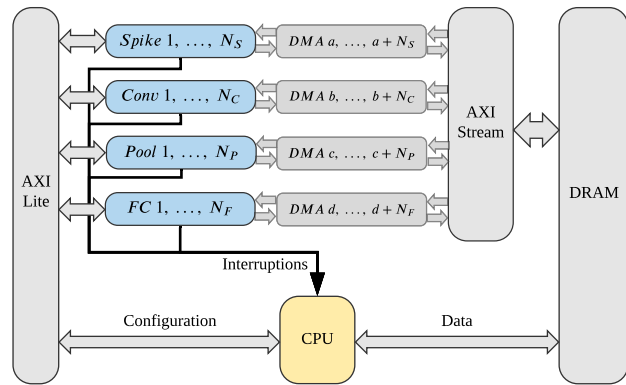 Spike 1, ..., N_S
DMA a, ..., a + N_S
Conv 1, ..., N_C
DMA b, ..., b + N_C
AXI
Stream
Pool 1, ..., N_P
DMA c, ..., c + N_P
AXI
Lite
DRAM
FC 1, ..., N_F
DMA d, ..., d + N_F
Interruptions
Configuration
CPU
Data